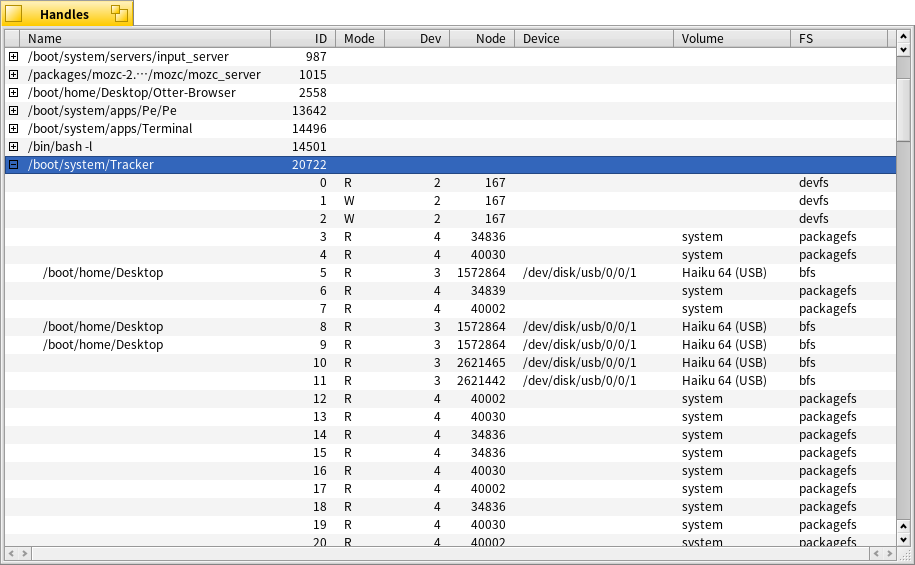 Handles
Name ID Mode Dev Node Device Volume FS
/boot/system/servers/input_server 987
/packages/mozc-2.⋯/mozc/mozc_server 1015
/boot/home/Desktop/Otter-Browser 2558
/boot/system/apps/Pe/Pe 13642
/boot/system/apps/Terminal 14496
/bin/bash -l 14501
/boot/system/Tracker 20722
0 R 2 167 devfs
1 W 2 167 devfs
2 W 2 167 devfs
3 R 4 34836 system packagefs
4 R 4 40030 system packagefs
/boot/home/Desktop 5 R 3 1572864 /dev/disk/usb/0/0/1 Haiku 64 (USB) bfs
6 R 4 34839 system packagefs
7 R 4 40002 system packagefs
/boot/home/Desktop 8 R 3 1572864 /dev/disk/usb/0/0/1 Haiku 64 (USB) bfs
/boot/home/Desktop 9 R 3 1572864 /dev/disk/usb/0/0/1 Haiku 64 (USB) bfs
10 R 3 2621465 /dev/disk/usb/0/0/1 Haiku 64 (USB) bfs
11 R 3 2621442 /dev/disk/usb/0/0/1 Haiku 64 (USB) bfs
12 R 4 40002 system packagefs
13 R 4 40030 system packagefs
14 R 4 34836 system packagefs
15 R 4 34836 system packagefs
16 R 4 40030 system packagefs
17 R 4 40002 system packagefs
18 R 4 34836 system packagefs
19 R 4 40030 system packagefs
20 R 4 40002 system packagefs